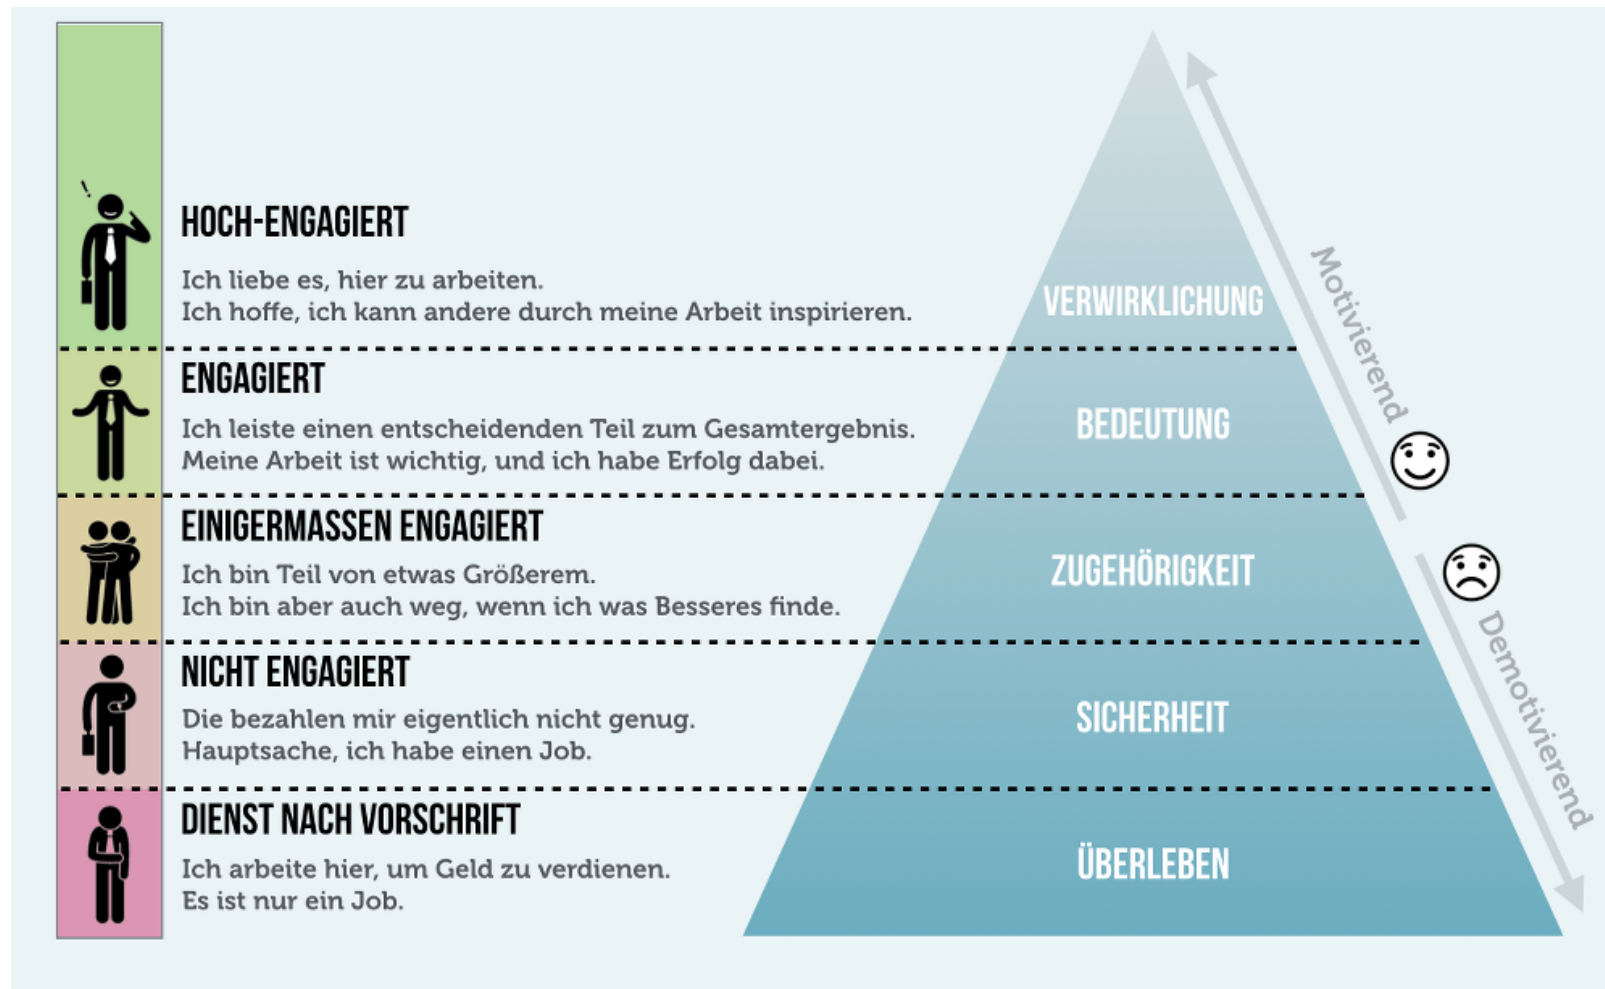 HOCH-ENGAGIERT
Ich liebe es, hier zu arbeiten.
Ich hoffe, ich kann andere durch meine Arbeit inspirieren.
VERWIRKLICHUNG
ENGAGIERT
Ich leiste einen entscheidenden Teil zum Gesamtergebnis.
Meine Arbeit ist wichtig, und ich habe Erfolg dabei.
BEDEUTUNG
EINIGERMASSEN ENGAGIERT
Ich bin Teil von etwas Größerem.
Ich bin aber auch weg, wenn ich was Besseres finde.
ZUGEHÖRIGKEIT
NICHT ENGAGIERT
Die bezahlen mir eigentlich nicht genug.
Hauptsache, ich habe einen Job.
SICHERHEIT
DIENST NACH VORSCHRIFT
Ich arbeite hier, um Geld zu verdienen.
Es ist nur ein Job.
ÜBERLEBEN
Motivierend
Demotivierend